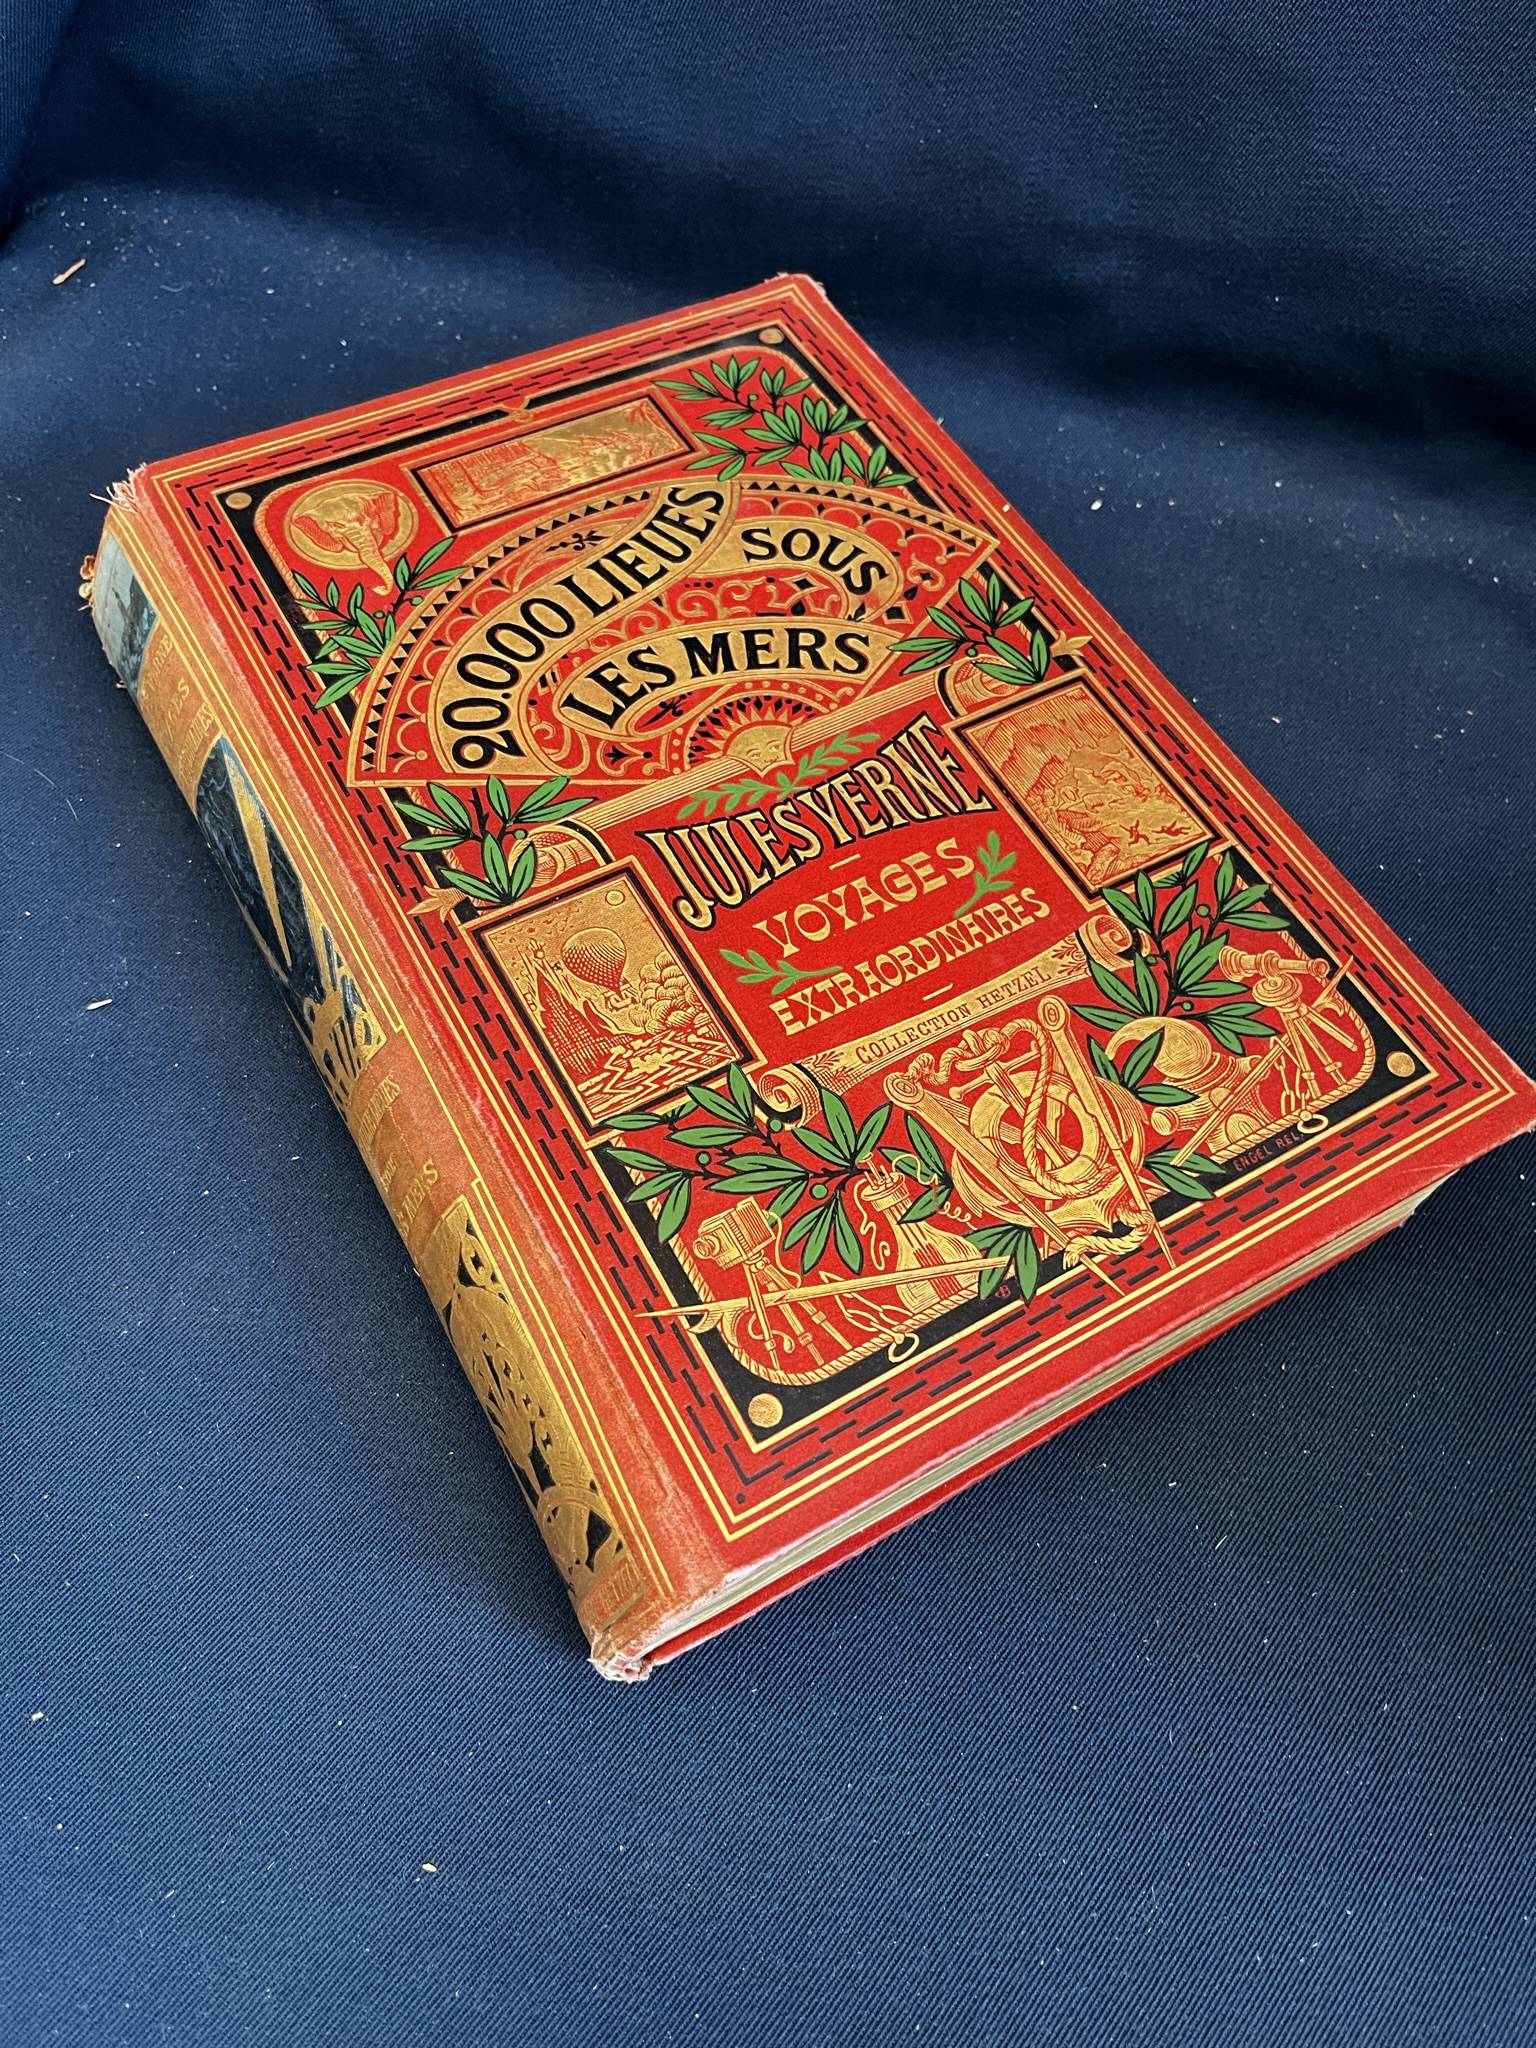 20.000 LIEUES
SOUS
LES MERS
JULES VERNE
VOYAGES
EXTRAORDINAIRES
COLLECTION HETZEL
ENGEL REL.